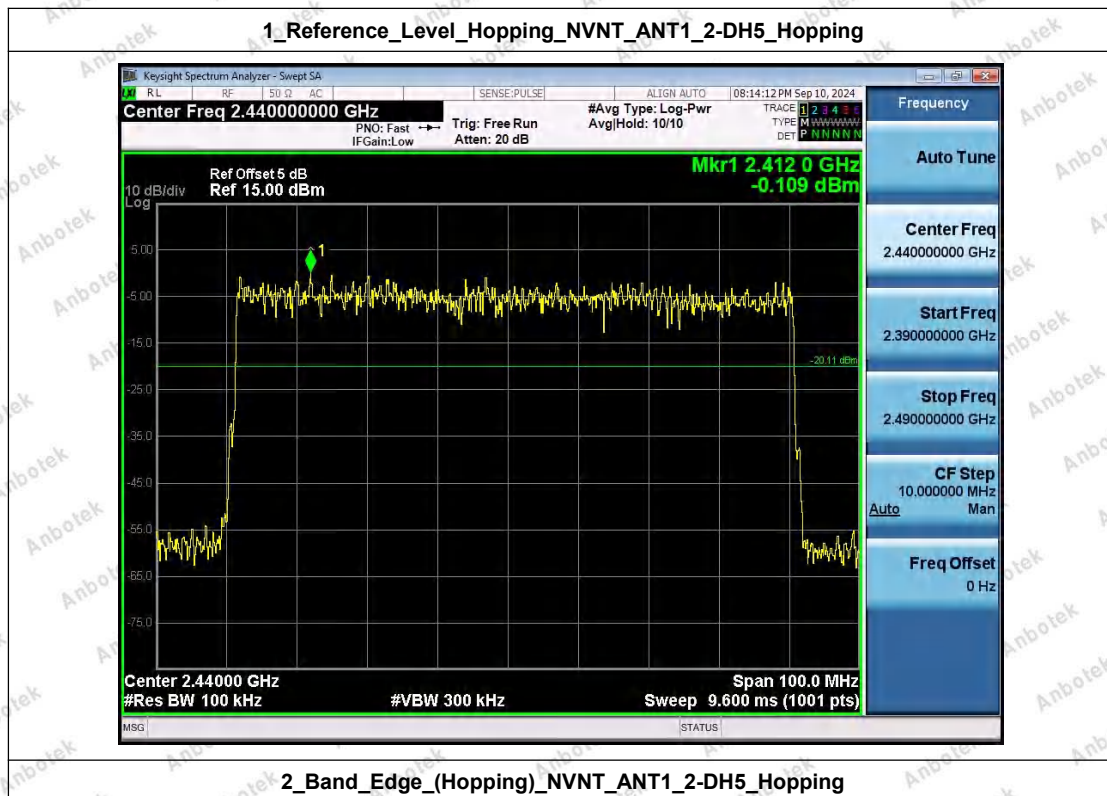 1_Reference_Level_Hopping_NVNT_ANT1_2-DH5_Hopping
Keysight Spectrum Analyzer - Swept SA
LXI RL RF 50 Ω AC SENSE:PULSE ALIGN AUTO 08:14:12 PM Sep 10, 2024
Center Freq 2.440000000 GHz
PNO: Fast
IFGain:Low
Trig: Free Run
Atten: 20 dB
#Avg Type: Log-Pwr
Avg|Hold: 10/10
TRACE 1 2 3 4 5 6
TYPE M WWWWW
DET P N N N N N
Mkr1 2.412 0 GHz
-0.109 dBm
Ref Offset 5 dB
10 dB/div Ref 15.00 dBm
Log
5.00
-5.00
-15.0
-25.0
-35.0
-45.0
-55.0
-65.0
-75.0
1
-20.11 dBm
Center 2.44000 GHz Span 100.0 MHz
#Res BW 100 kHz #VBW 300 kHz Sweep 9.600 ms (1001 pts)
MSG STATUS
Frequency
Auto Tune
Center Freq
2.440000000 GHz
Start Freq
2.390000000 GHz
Stop Freq
2.490000000 GHz
CF Step
10.000000 MHz
Auto Man
Freq Offset
0 Hz
2_Band_Edge_(Hopping)_NVNT_ANT1_2-DH5_Hopping
Anbotek